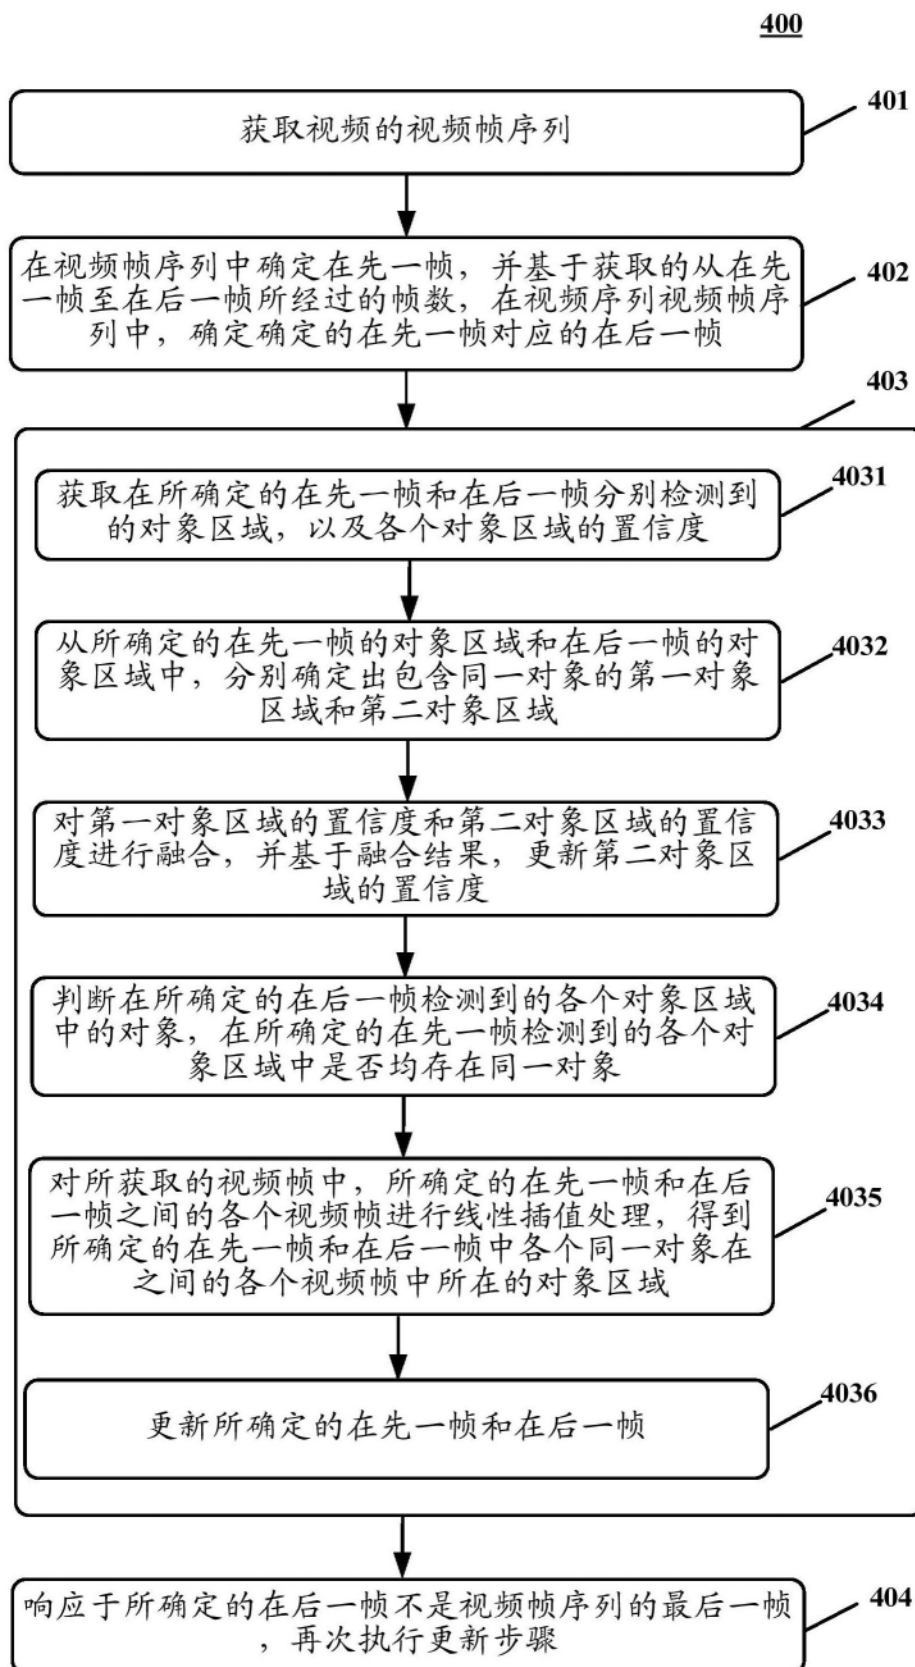 400
获取视频的视频帧序列
401
在视频帧序列中确定在先一帧，并基于获取的从在先
一帧至在后一帧所经过的帧数，在视频序列视频帧序
列中，确定确定的在先一帧对应的在后一帧
402
403
获取在所确定的在先一帧和在后一帧分别检测到
的对象区域，以及各个对象区域的置信度
4031
从所确定的在先一帧的对象区域和在后一帧的对
象区域中，分别确定出包含同一对象的第一对象
区域和第二对象区域
4032
对第一对象区域的置信度和第二对象区域的置信
度进行融合，并基于融合结果，更新第二对象区
域的置信度
4033
判断在所确定的在后一帧检测到的各个对象区域
中的对象，在所确定的在先一帧检测到的各个对
象区域中是否均存在同一对象
4034
对所获取的视频帧中，所确定的在先一帧和在后
一帧之间的各个视频帧进行线性插值处理，得到
所确定的在先一帧和在后一帧中各个同一对象在
之间的各个视频帧中所在的对象区域
4035
更新所确定的在先一帧和在后一帧
4036
响应于所确定的在后一帧不是视频帧序列的最后一帧
，再次执行更新步骤
404